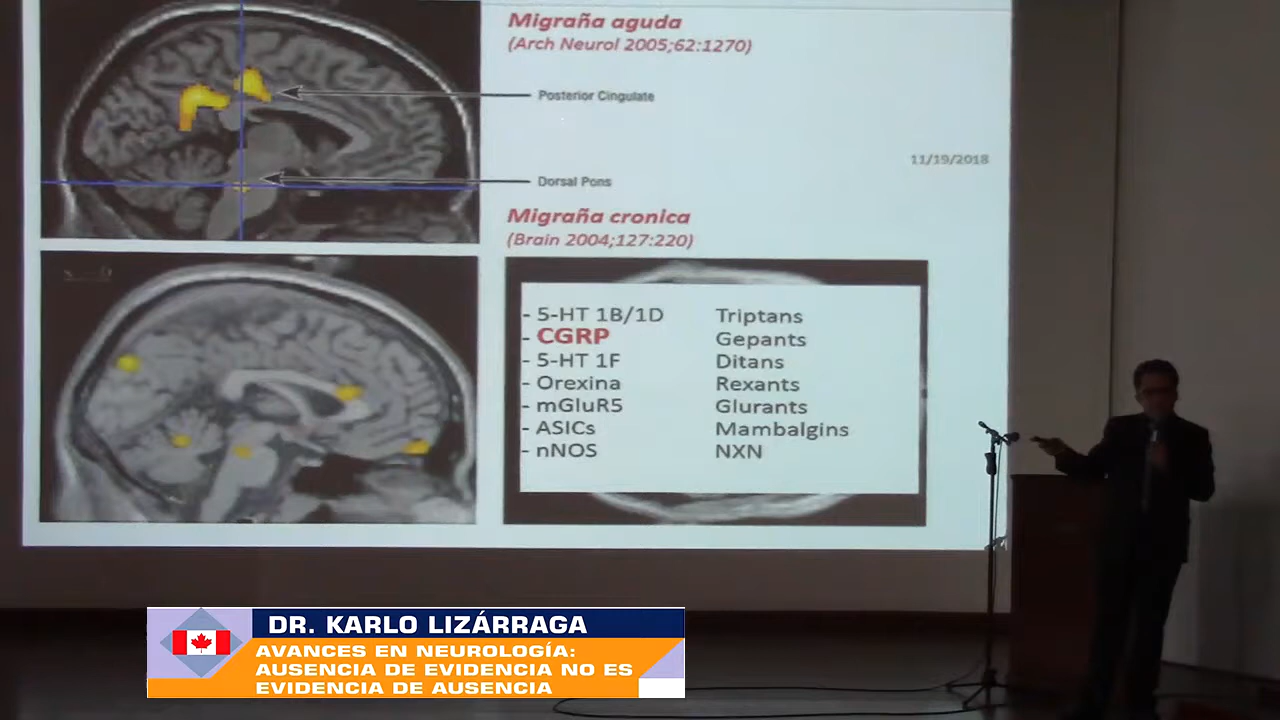 Migraña aguda
(Arch Neurol 2005;62:1270)
Posterior Cingulate
11/19/2018
Dorsal Pons
Migraña cronica
(Brain 2004;127:220)
- 5-HT 1B/1D Triptans
- CGRP Gepants
- 5-HT 1F Ditans
- Orexina Rexants
- mGluR5 Glurants
- ASICs Mambalgins
- nNOS NXN
DR. KARLO LIZÁRRAGA
AVANCES EN NEUROLOGÍA:
AUSENCIA DE EVIDENCIA NO ES
EVIDENCIA DE AUSENCIA